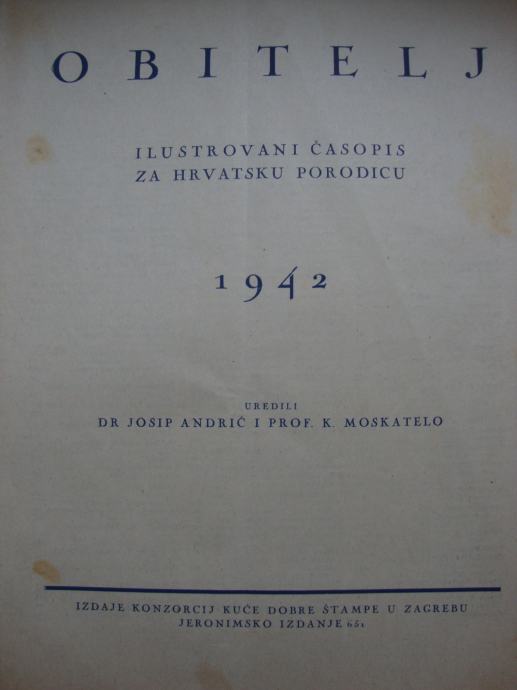 OBITELJ
ILUSTROVANI ČASOPIS
ZA HRVATSKU PORODICU
1942
UREDILI
DR JOSIP ANDRIĆ I PROF. K. MOSKATELO
IZDAJE KONZORCIJ KUĆE DOBRE ŠTAMPE U ZAGREBU
JERONIMSKO IZDANJE 651